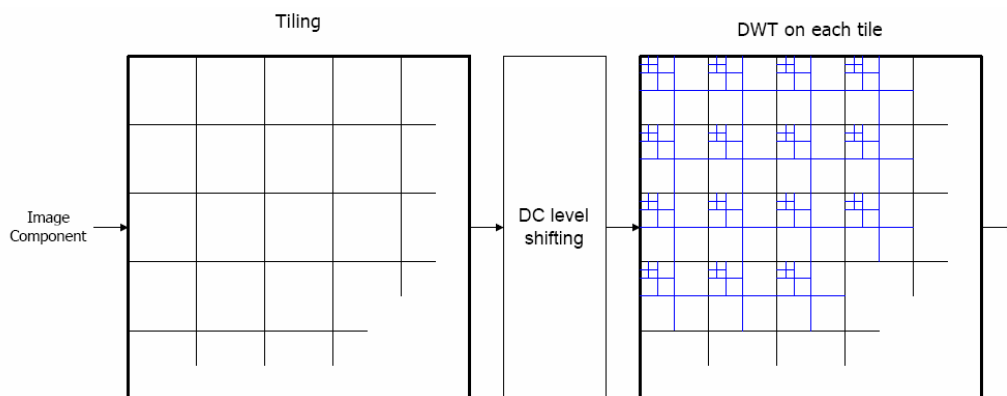 Tiling
DWT on each tile
Image
Component
DC level
shifting